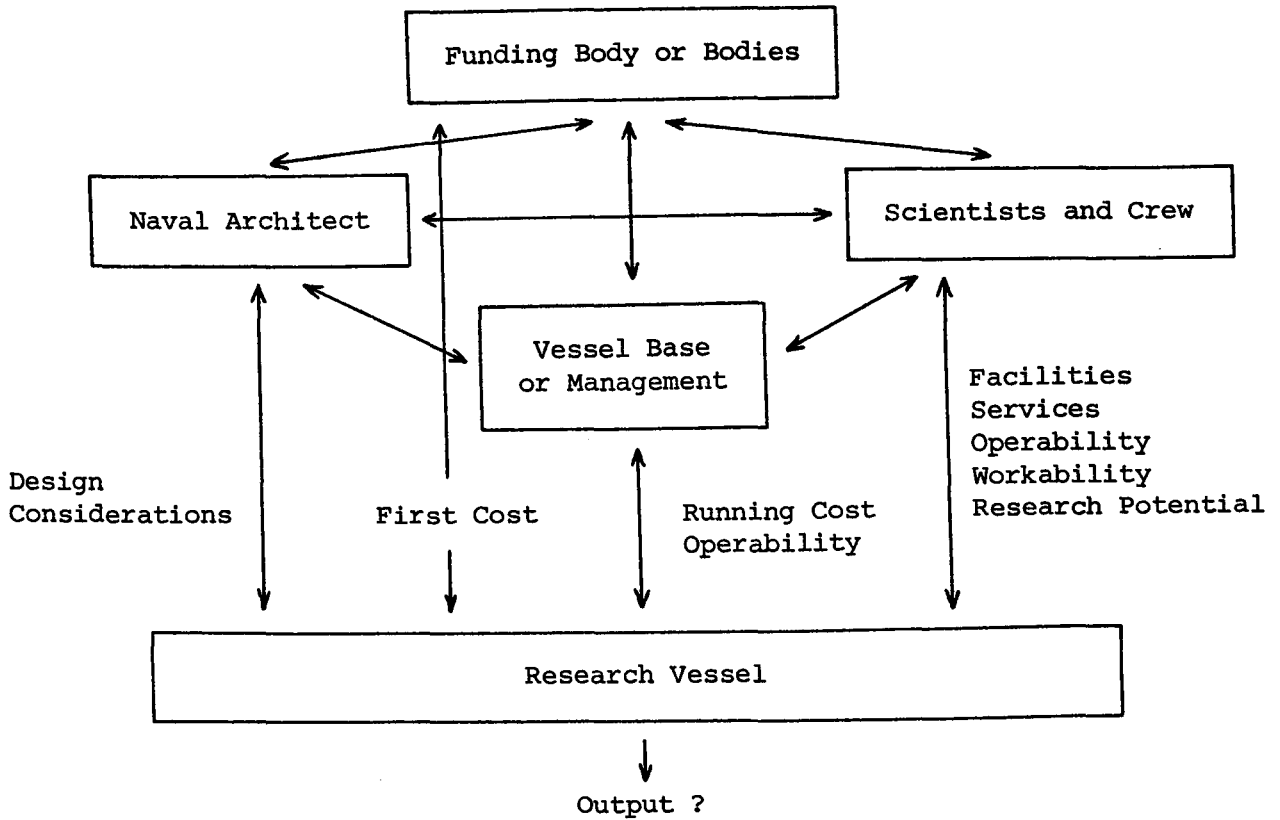 Funding Body or Bodies
Naval Architect
Scientists and Crew
Vessel Base
or Management
Facilities
Services
Operability
Workability
Research Potential
Design
Considerations
First Cost
Running Cost
Operability
Research Vessel
Output ?